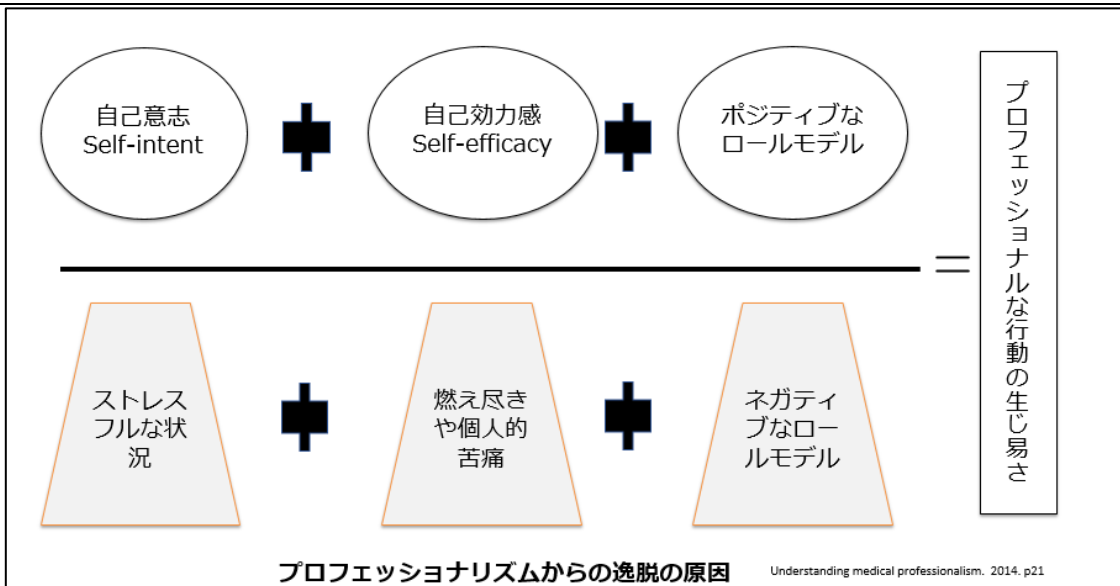 自己意志
Self-intent
自己効力感
Self-efficacy
ポジティブな
ロールモデル
=
プロフェッショナルな行動の生じ易さ
ストレス
フルな状
況
燃え尽き
や個人的
苦痛
ネガティ
ブなロー
ルモデル
プロフェッショナリズムからの逸脱の原因
Understanding medical professionalism. 2014. p21